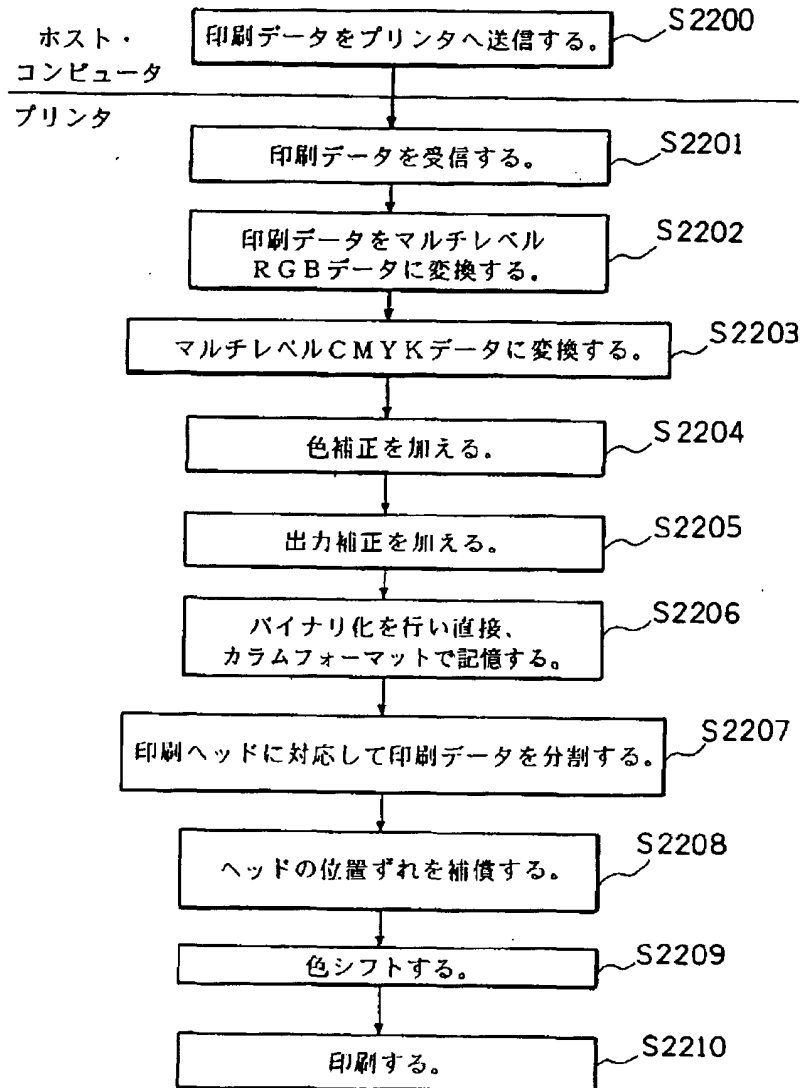 ホスト・
コンピュータ
印刷データをプリンタへ送信する。
S2200
プリンタ
印刷データを受信する。
S2201
印刷データをマルチレベル
RGBデータに変換する。
S2202
マルチレベルCMYKデータに変換する。
S2203
色補正を加える。
S2204
出力補正を加える。
S2205
バイナリ化を行い直接、
カラムフォーマットで記憶する。
S2206
印刷ヘッドに対応して印刷データを分割する。
S2207
ヘッドの位置ずれを補償する。
S2208
色シフトする。
S2209
印刷する。
S2210